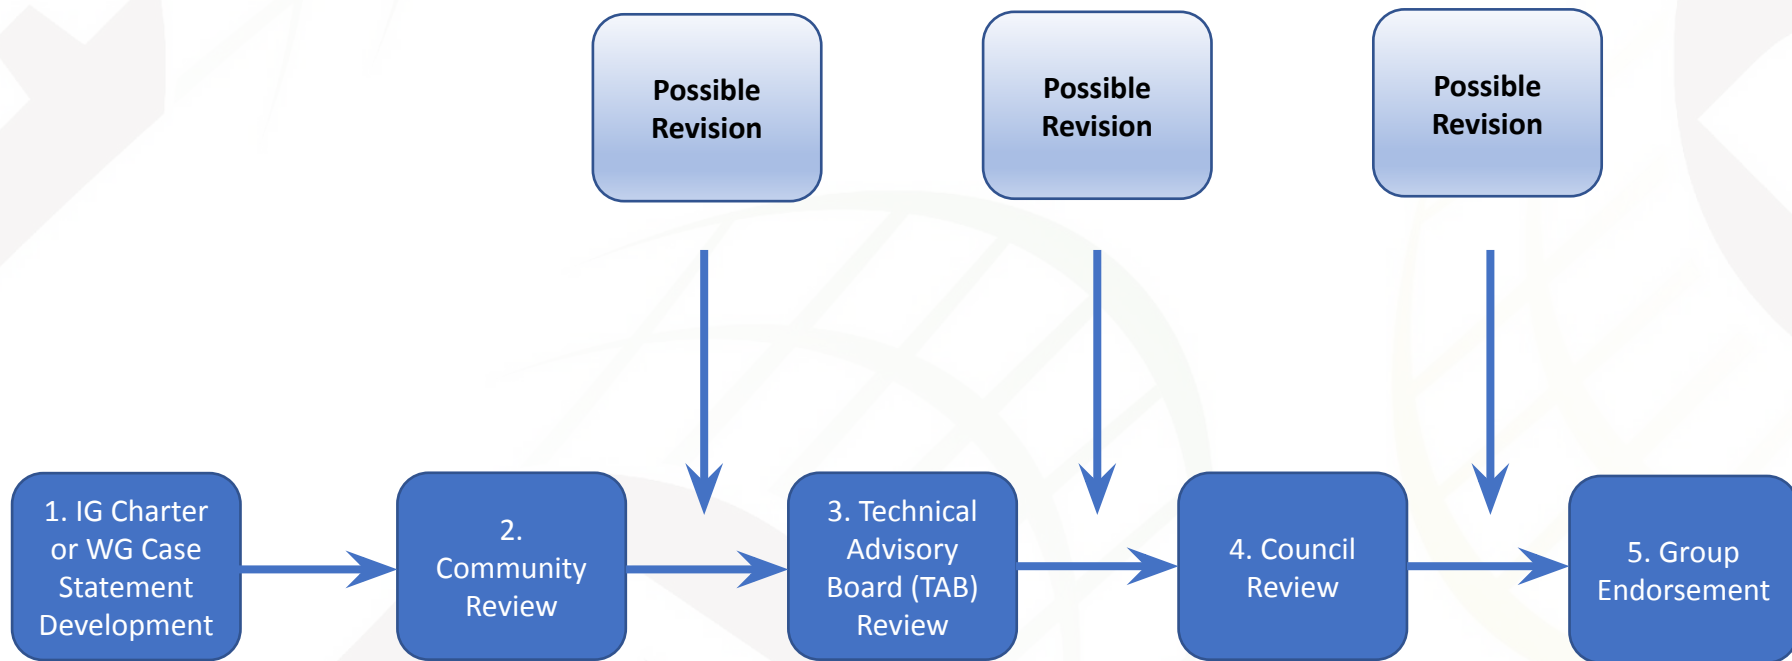 Possible
Revision
Possible
Revision
Possible
Revision
1. IG Charter
or WG Case
Statement
Development
2.
Community
Review
3. Technical
Advisory
Board (TAB)
Review
4. Council
Review
5. Group
Endorsement